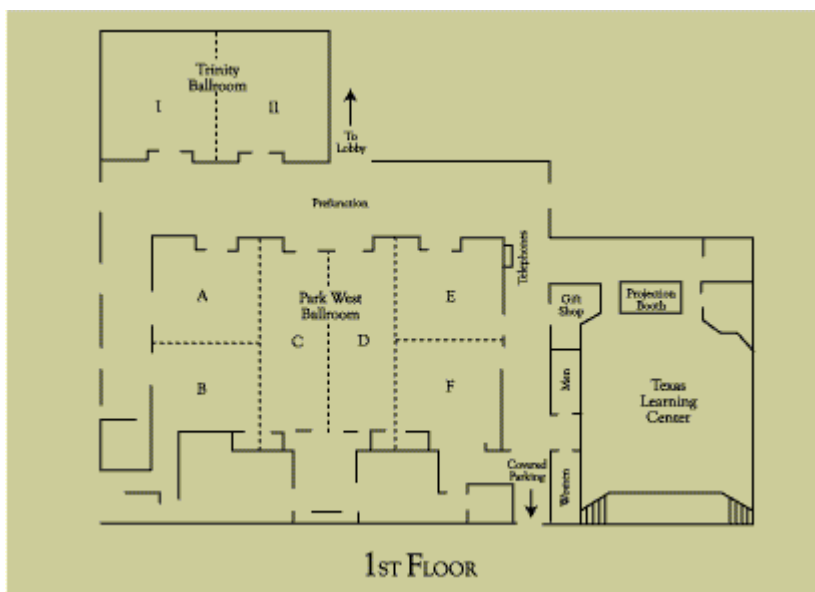 Trinity
Ballroom
I
II
To
Lobby
Prefunction
Telephones
A
Park West
Ballroom
E
C
D
B
F
Gift
Shop
Projection
Booth
Men
Texas
Learning
Center
Covered
Parking
Women
1ST FLOOR